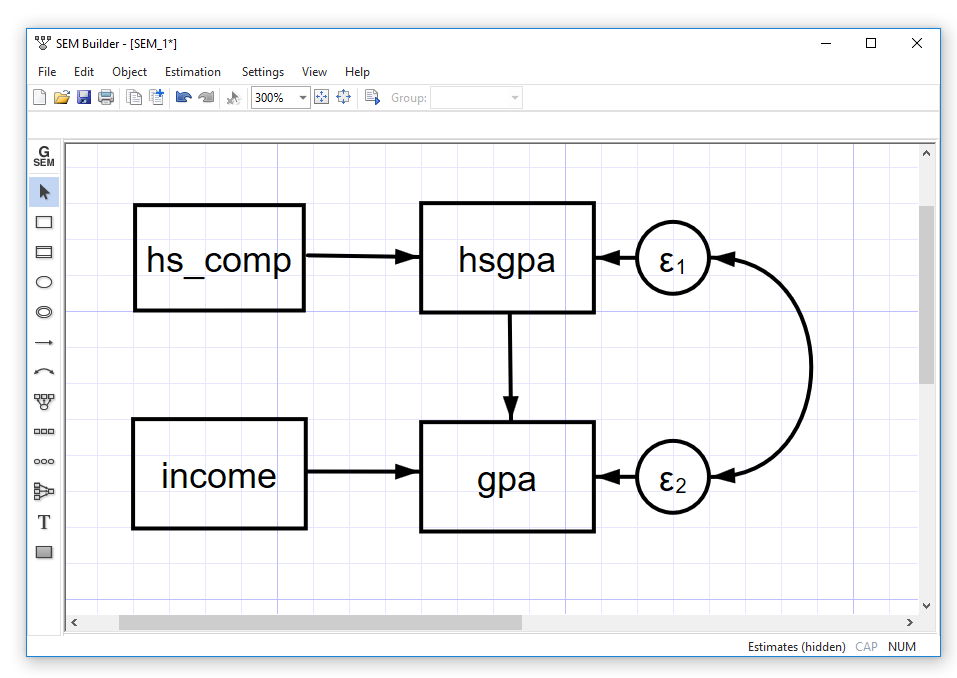 SEM Builder - [SEM_1*]
File Edit Object Estimation Settings View Help
300% Group:
G
SEM
T
hs_comp hsgpa ε1
income gpa ε2
Estimates (hidden) CAP NUM